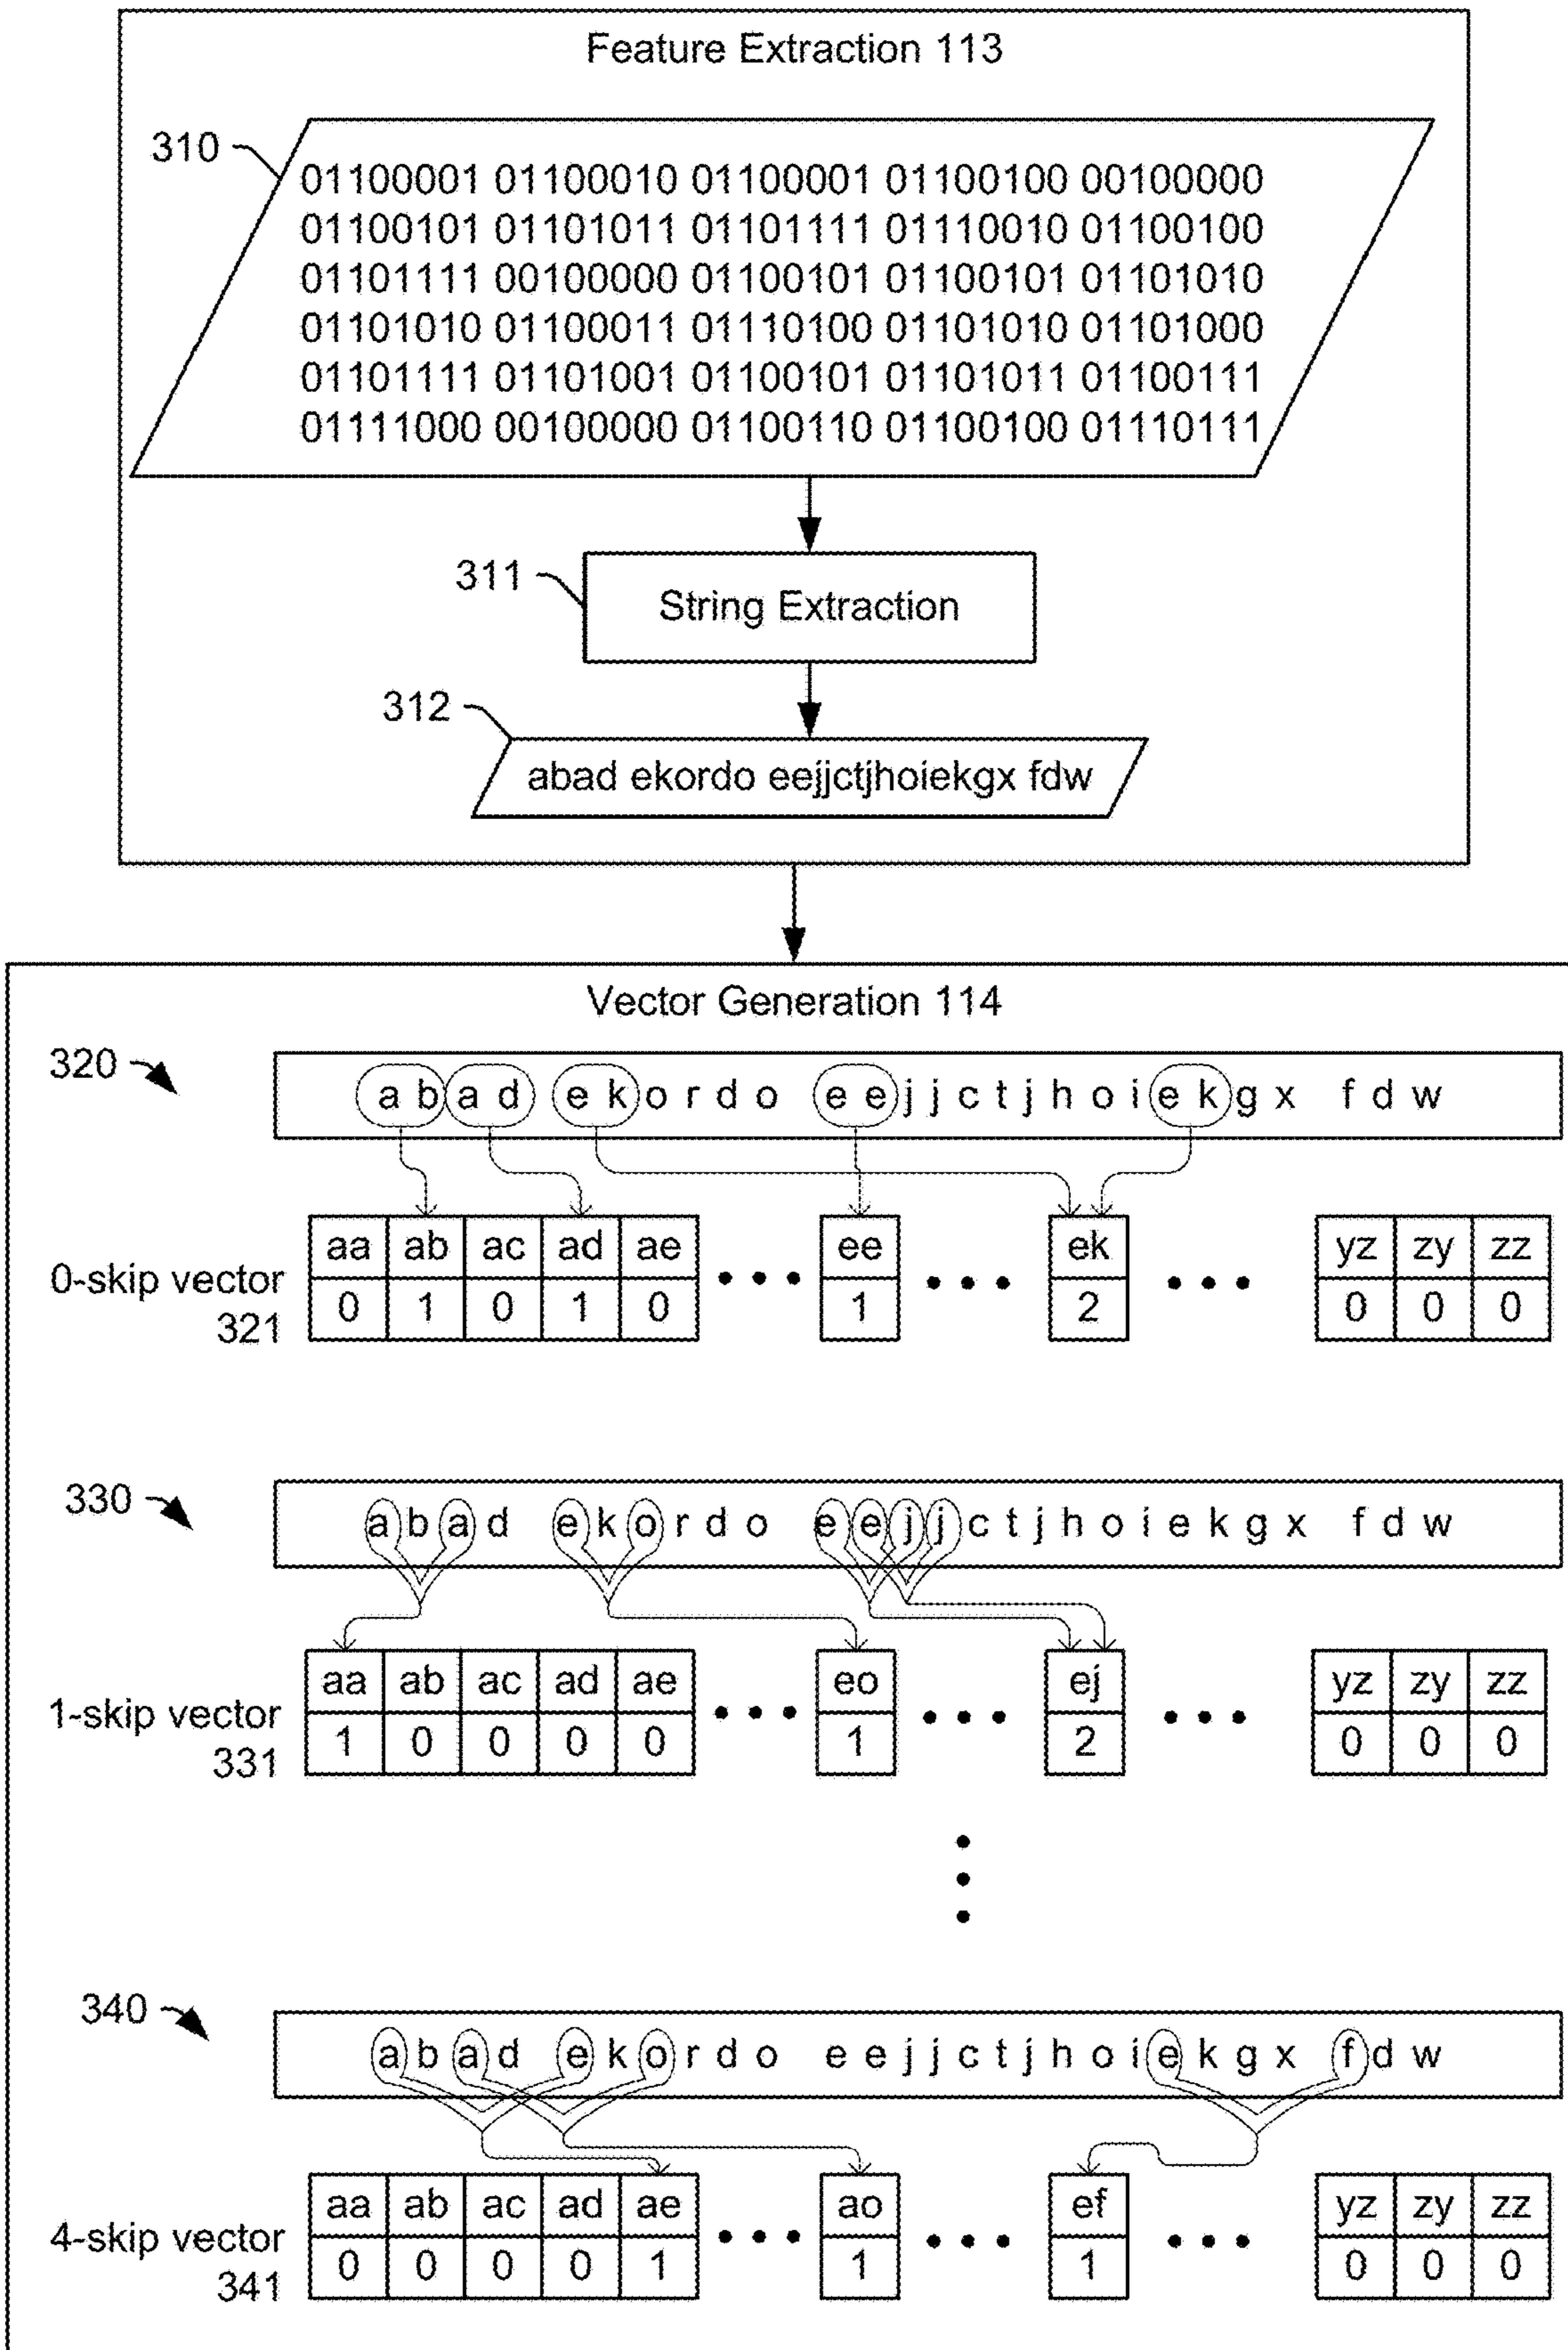 Feature Extraction 113
310
01100001 01100010 01100001 01100100 00100000
01100101 01101011 01101111 01110010 01100100
01101111 00100000 01100101 01100101 01101010
01101010 01100011 01110100 01101010 01101000
01101111 01101001 01100101 01101011 01100111
01111000 00100000 01100110 01100100 01110111
311
String Extraction
312
abad ekordo eejjctjhoiekgx fdw
Vector Generation 114
320
a b a d e k o r d o e e j j c t j h o i e k g x f d w
aa ab ac ad ae ee ek yz zy zz
0-skip vector 321
0 1 0 1 0 1 2 0 0 0
330
a b a d e k o r d o e e j j c t j h o i e k g x f d w
aa ab ac ad ae eo ej yz zy zz
1-skip vector 331
1 0 0 0 0 1 2 0 0 0
340
a b a d e k o r d o e e j j c t j h o i e k g x f d w
aa ab ac ad ae ao ef yz zy zz
4-skip vector 341
0 0 0 0 1 1 1 0 0 0